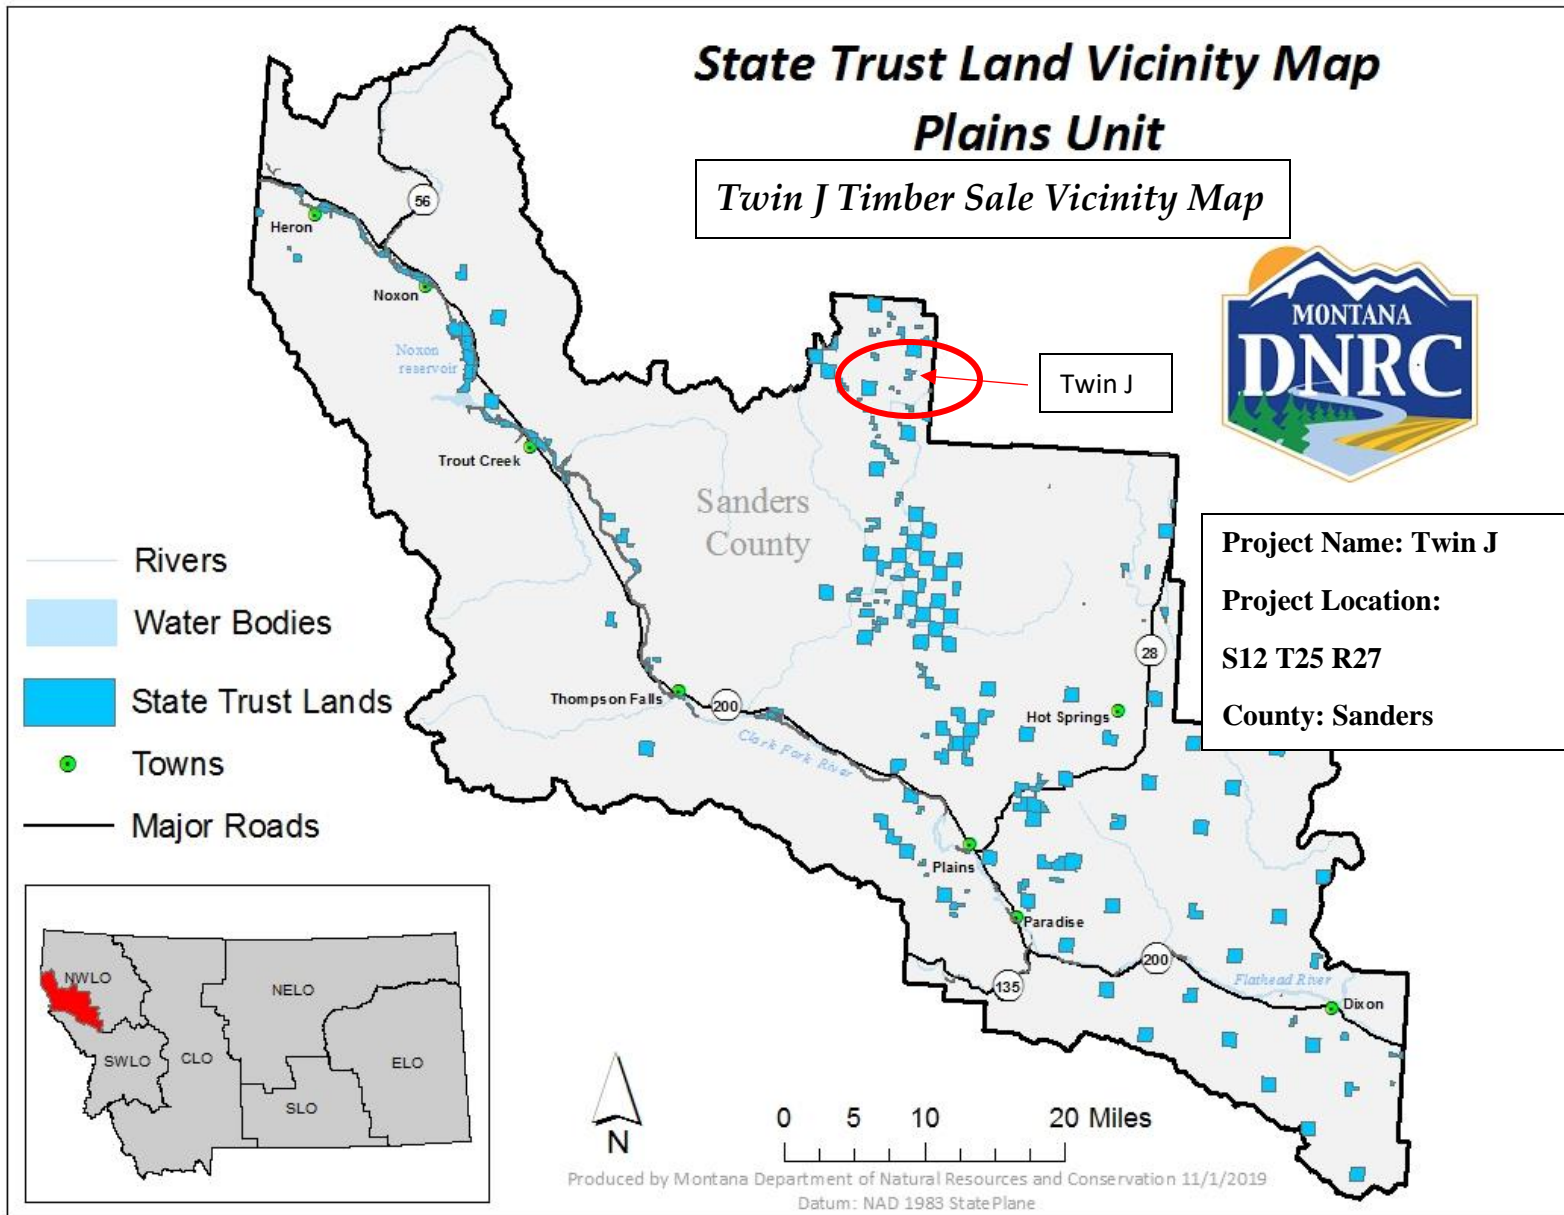 State Trust Land Vicinity Map
Plains Unit
Twin J Timber Sale Vicinity Map
MONTANA
DNRC
56
Heron
Noxon
Noxon
reservoir
Twin J
Trout Creek
Sanders
County
Rivers
Water Bodies
State Trust Lands
Towns
Major Roads
Project Name: Twin J
Project Location:
S12 T25 R27
County: Sanders
28
Thompson Falls
200
Hot Springs
Clark Fork River
Plains
Paradise
200
135
Flathead River
Dixon
NWLO
NELO
SWLO
CLO
ELO
SLO
N
0 5 10 20 Miles
Produced by Montana Department of Natural Resources and Conservation 11/1/2019
Datum: NAD 1983 StatePlane